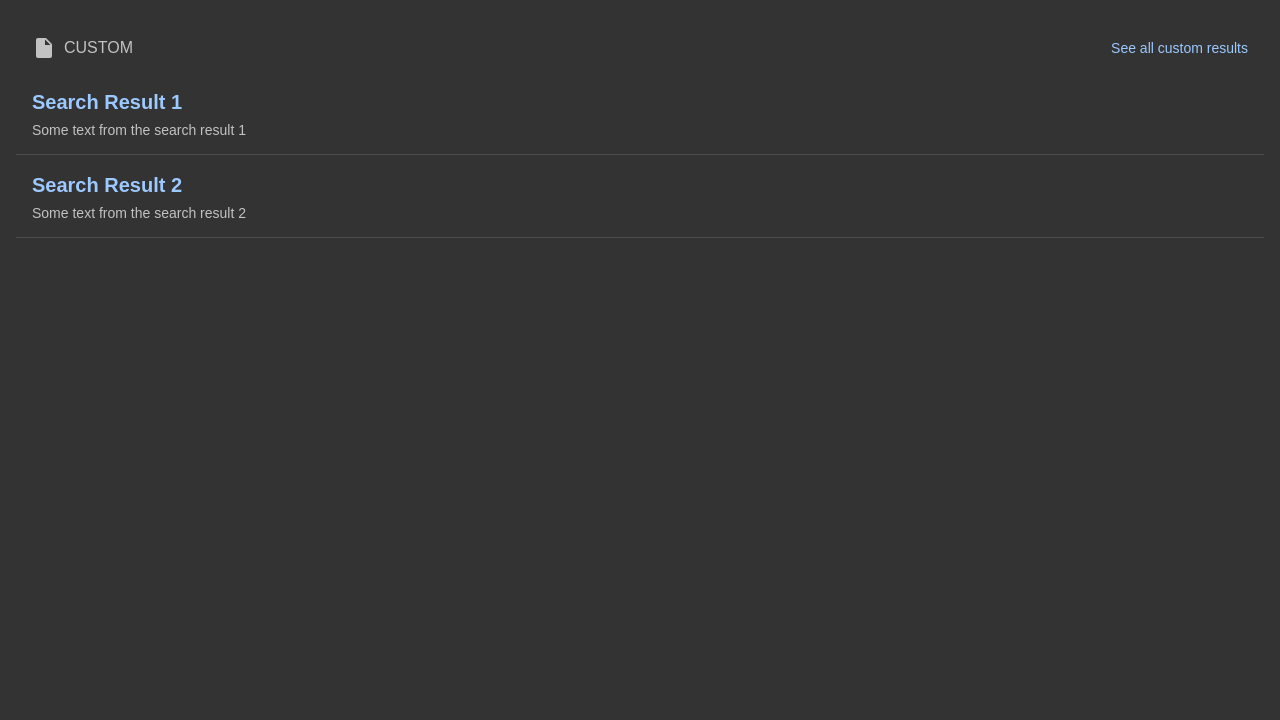 CUSTOM
See all custom results
Search Result 1
Some text from the search result 1
Search Result 2
Some text from the search result 2